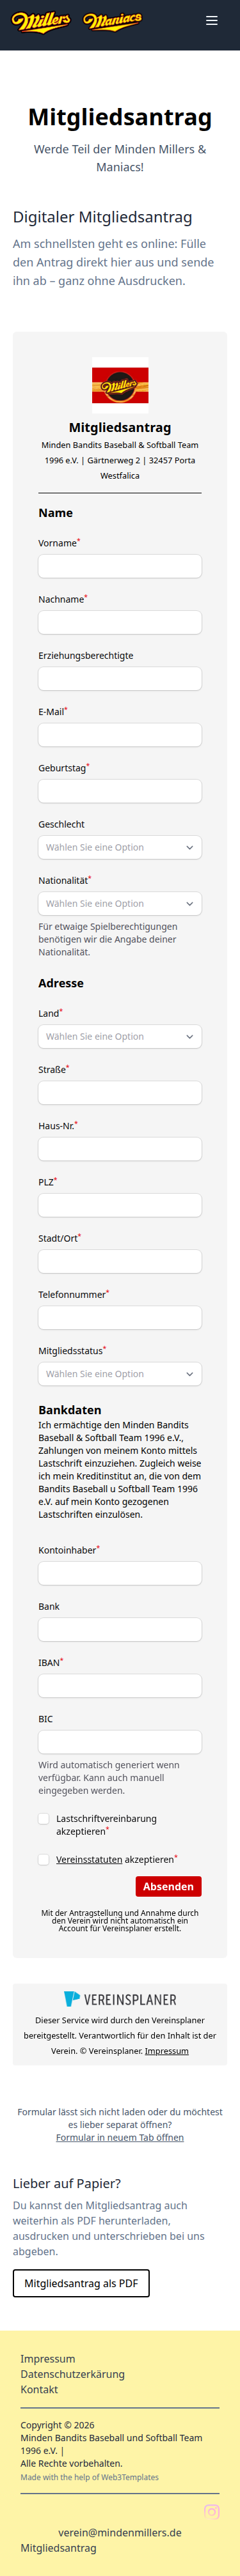 Millers Maniacs
Mitgliedsantrag
Werde Teil der Minden Millers &
Maniacs!
Digitaler Mitgliedsantrag
Am schnellsten geht es online: Fülle
den Antrag direkt hier aus und sende
ihn ab – ganz ohne Ausdrucken.
Millers
Mitgliedsantrag
Minden Bandits Baseball & Softball Team
1996 e.V. | Gärtnerweg 2 | 32457 Porta
Westfalica
Name
Vorname*
Nachname*
Erziehungsberechtigte
E-Mail*
Geburtstag*
Geschlecht
Wählen Sie eine Option
Nationalität*
Wählen Sie eine Option
Für etwaige Spielberechtigungen
benötigen wir die Angabe deiner
Nationalität.
Adresse
Land*
Wählen Sie eine Option
Straße*
Haus-Nr.*
PLZ*
Stadt/Ort*
Telefonnummer*
Mitgliedsstatus*
Wählen Sie eine Option
Bankdaten
Ich ermächtige den Minden Bandits
Baseball & Softball Team 1996 e.V.,
Zahlungen von meinem Konto mittels
Lastschrift einzuziehen. Zugleich weise
ich mein Kreditinstitut an, die von dem
Minden Bandits Baseball u Softball Team 1996
e.V. auf mein Konto gezogenen
Lastschriften einzulösen.
Kontoinhaber*
Bank
IBAN*
BIC
Wird automatisch generiert wenn
verfügbar. Kann auch manuell
eingegeben werden.
Lastschriftvereinbarung
akzeptieren*
Vereinsstatuten akzeptieren*
Absenden
Mit der Antragstellung und Annahme durch
den Verein wird nicht automatisch ein
Account für Vereinsplaner erstellt.
VEREINSPLANER
Dieser Service wird durch den Vereinsplaner
bereitgestellt. Verantwortlich für den Inhalt ist der
Verein. © Vereinsplaner. Impressum
Formular lässt sich nicht laden oder du möchtest
es lieber separat öffnen?
Formular in neuem Tab öffnen
Lieber auf Papier?
Du kannst den Mitgliedsantrag auch
weiterhin als PDF herunterladen,
ausdrucken und unterschrieben bei uns
abgeben.
Mitgliedsantrag als PDF
Impressum
Datenschutzerkärung
Kontakt
Copyright © 2026
Minden Bandits Baseball und Softball Team
1996 e.V. |
Alle Rechte vorbehalten.
Made with the help of Web3Templates
verein@mindenmillers.de
Mitgliedsantrag